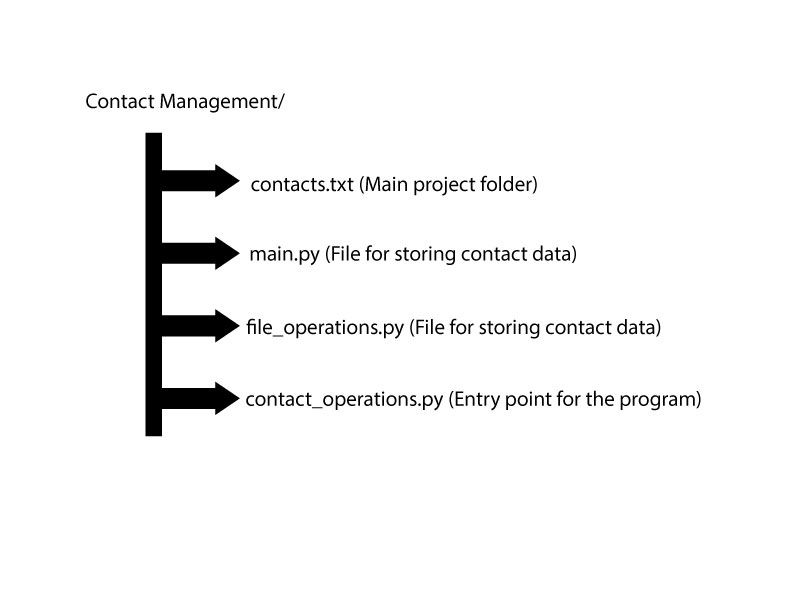 Contact Management/
contacts.txt (Main project folder)
main.py (File for storing contact data)
file_operations.py (File for storing contact data)
contact_operations.py (Entry point for the program)